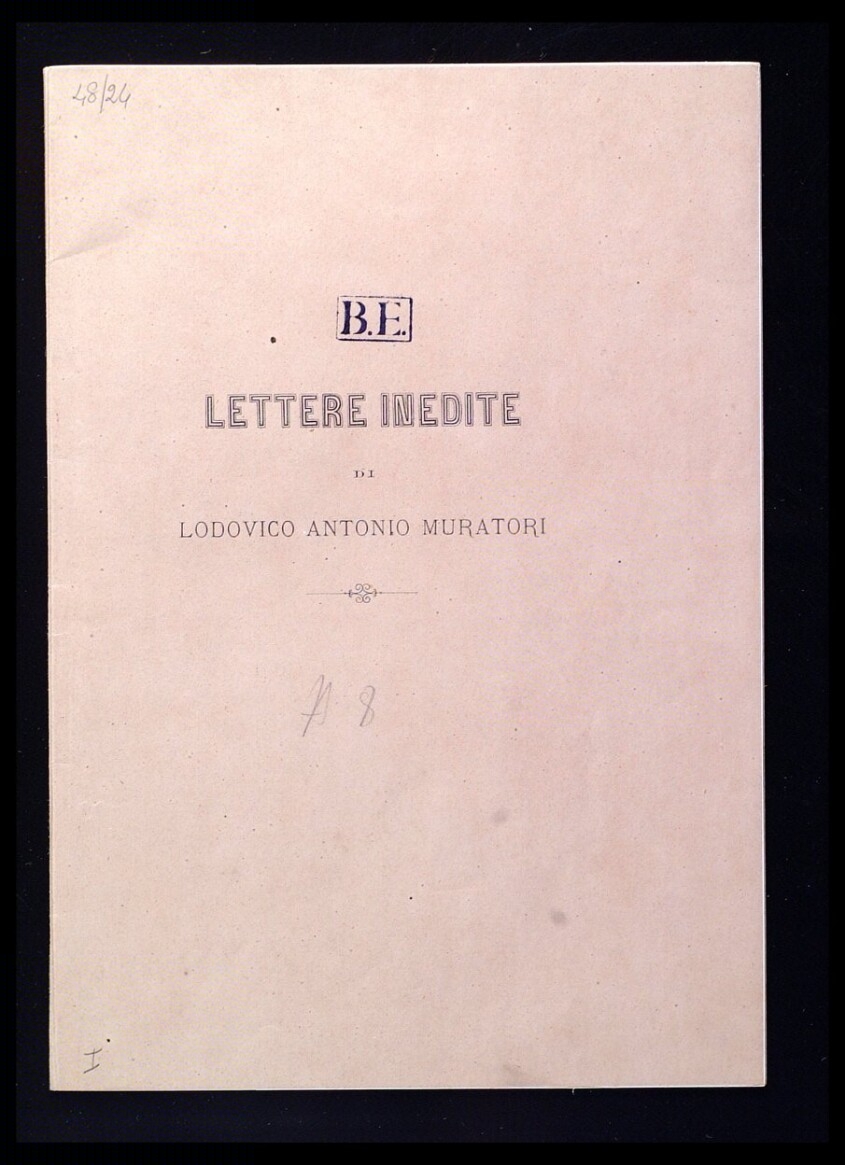 48/24
B.E.
LETTERE INEDITE
DI
LODOVICO ANTONIO MURATORI
8
I